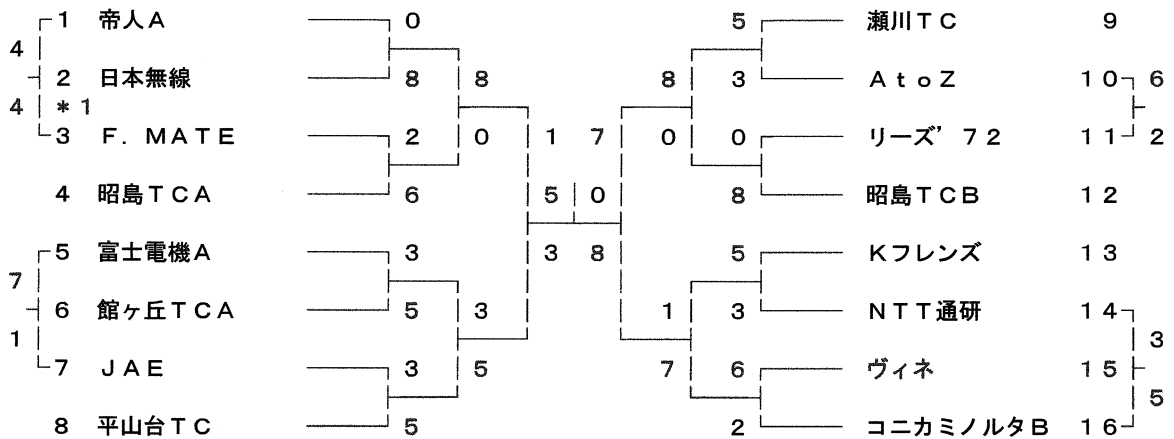 1 帝人A 0 5 瀬川TC 9
4
2 日本無線 8 8 8 3 AtoZ 10 6
4 *1
3 F. MATE 2 0 1 7 0 0 リーズ’72 11 2
4 昭島TCA 6 5 0 8 昭島TCB 12
5 富士電機A 3 3 8 5 Kフレンズ 13
7
6 館ヶ丘TCA 5 3 1 3 NTT通研 14
1 3
7 JAE 3 5 7 6 ヴィネ 15
5
8 平山台TC 5 2 コニカミノルタB 16